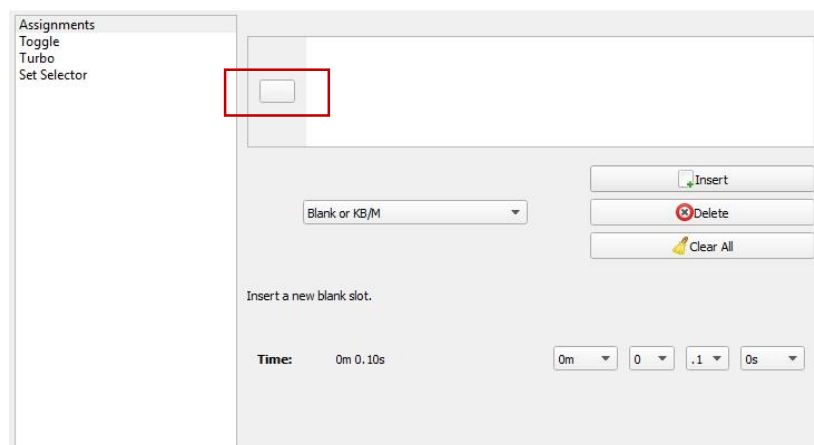 Assignments
Toggle
Turbo
Set Selector
Insert
Blank or KB/M
Delete
Clear All
Insert a new blank slot.
Time: 0m 0.10s 0m 0 .1 0s